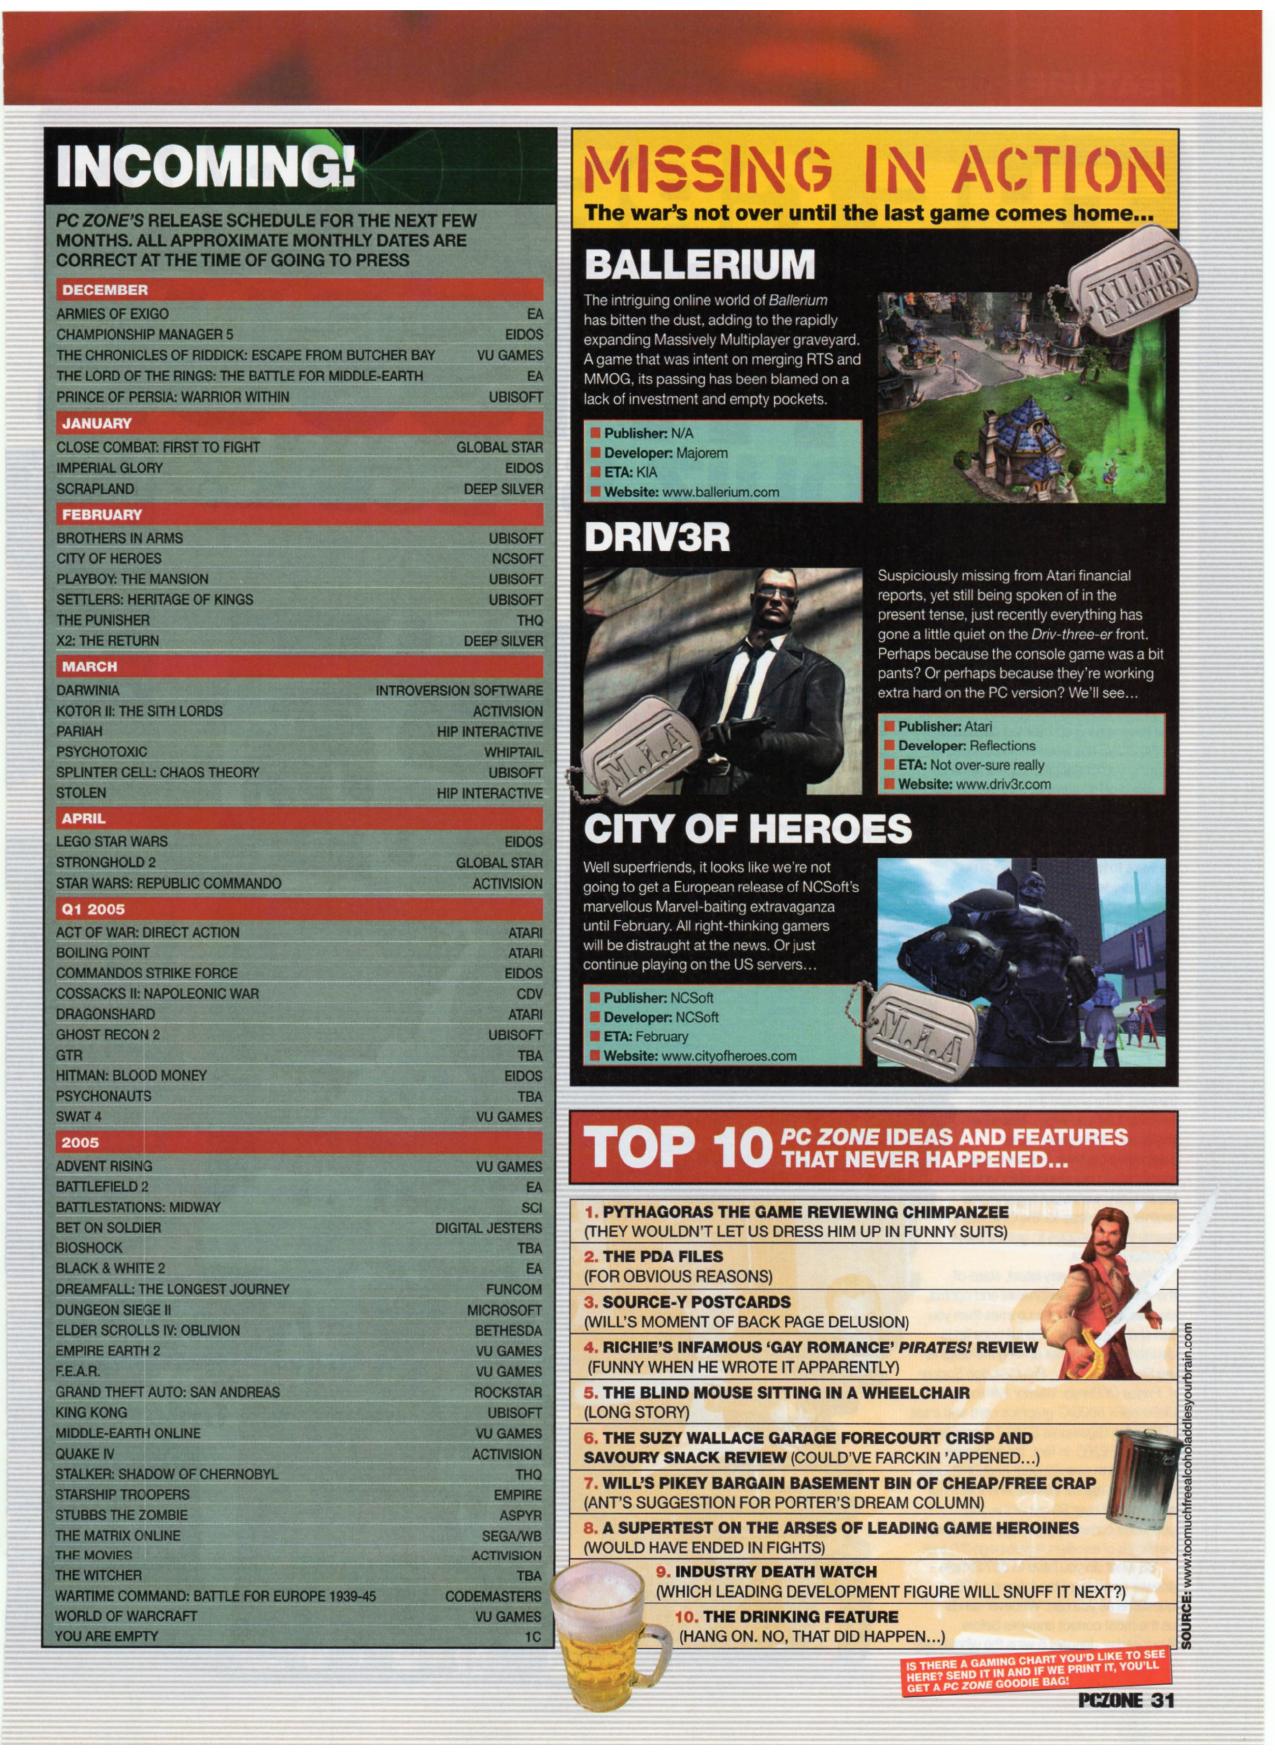 INCOMING!
PC ZONE'S RELEASE SCHEDULE FOR THE NEXT FEW
MONTHS. ALL APPROXIMATE MONTHLY DATES ARE
CORRECT AT THE TIME OF GOING TO PRESS
DECEMBER
ARMIES OF EXIGO EA
CHAMPIONSHIP MANAGER 5 EIDOS
THE CHRONICLES OF RIDDICK: ESCAPE FROM BUTCHER BAY VU GAMES
THE LORD OF THE RINGS: THE BATTLE FOR MIDDLE-EARTH EA
PRINCE OF PERSIA: WARRIOR WITHIN UBISOFT
JANUARY
CLOSE COMBAT: FIRST TO FIGHT GLOBAL STAR
IMPERIAL GLORY EIDOS
SCRAPLAND DEEP SILVER
FEBRUARY
BROTHERS IN ARMS UBISOFT
CITY OF HEROES NCSOFT
PLAYBOY: THE MANSION UBISOFT
SETTLERS: HERITAGE OF KINGS UBISOFT
THE PUNISHER THQ
X2: THE RETURN DEEP SILVER
MARCH
DARWINIA INTROVERSION SOFTWARE
KOTOR II: THE SITH LORDS ACTIVISION
PARIAH HIP INTERACTIVE
PSYCHOTOXIC WHIPTAIL
SPLINTER CELL: CHAOS THEORY UBISOFT
STOLEN HIP INTERACTIVE
APRIL
LEGO STAR WARS EIDOS
STRONGHOLD 2 GLOBAL STAR
STAR WARS: REPUBLIC COMMANDO ACTIVISION
Q1 2005
ACT OF WAR: DIRECT ACTION ATARI
BOILING POINT ATARI
COMMANDOS STRIKE FORCE EIDOS
COSSACKS II: NAPOLEONIC WAR CDV
DRAGONSHARD ATARI
GHOST RECON 2 UBISOFT
GTR TBA
HITMAN: BLOOD MONEY EIDOS
PSYCHONAUTS TBA
SWAT 4 VU GAMES
2005
ADVENT RISING VU GAMES
BATTLEFIELD 2 EA
BATTLESTATIONS: MIDWAY SCI
BET ON SOLDIER DIGITAL JESTERS
BIOSHOCK TBA
BLACK & WHITE 2 EA
DREAMFALL: THE LONGEST JOURNEY FUNCOM
DUNGEON SIEGE II MICROSOFT
ELDER SCROLLS IV: OBLIVION BETHESDA
EMPIRE EARTH 2 VU GAMES
F.E.A.R. VU GAMES
GRAND THEFT AUTO: SAN ANDREAS ROCKSTAR
KING KONG UBISOFT
MIDDLE-EARTH ONLINE VU GAMES
QUAKE IV ACTIVISION
STALKER: SHADOW OF CHERNOBYL THQ
STARSHIP TROOPERS EMPIRE
STUBBS THE ZOMBIE ASPYR
THE MATRIX ONLINE SEGA/WB
THE MOVIES ACTIVISION
THE WITCHER TBA
WARTIME COMMAND: BATTLE FOR EUROPE 1939-45 CODEMASTERS
WORLD OF WARCRAFT VU GAMES
YOU ARE EMPTY 1C
MISSING IN ACTION
The war's not over until the last game comes home...
BALLERIUM
The intriguing online world of Ballerium
has bitten the dust, adding to the rapidly
expanding Massively Multiplayer graveyard.
A game that was intent on merging RTS and
MMOG, its passing has been blamed on a
lack of investment and empty pockets.
Publisher: N/A
Developer: Majorem
ETA: KIA
Website: www.ballerium.com
KILLED
IN ACTION
DRIV3R
M.I.A
Suspiciously missing from Atari financial
reports, yet still being spoken of in the
present tense, just recently everything has
gone a little quiet on the Driv-three-er front.
Perhaps because the console game was a bit
pants? Or perhaps because they're working
extra hard on the PC version? We'll see...
Publisher: Atari
Developer: Reflections
ETA: Not over-sure really
Website: www.driv3r.com
CITY OF HEROES
Well superfriends, it looks like we're not
going to get a European release of NCSoft's
marvellous Marvel-baiting extravaganza
until February. All right-thinking gamers
will be distraught at the news. Or just
continue playing on the US servers...
Publisher: NCSoft
Developer: NCSoft
ETA: February
Website: www.cityofheroes.com
M.I.A
TOP 10 PC ZONE IDEAS AND FEATURES
THAT NEVER HAPPENED...
1. PYTHAGORAS THE GAME REVIEWING CHIMPANZEE
(THEY WOULDN'T LET US DRESS HIM UP IN FUNNY SUITS)
2. THE PDA FILES
(FOR OBVIOUS REASONS)
3. SOURCE-Y POSTCARDS
(WILL'S MOMENT OF BACK PAGE DELUSION)
4. RICHIE'S INFAMOUS 'GAY ROMANCE' PIRATES! REVIEW
(FUNNY WHEN HE WROTE IT APPARENTLY)
5. THE BLIND MOUSE SITTING IN A WHEELCHAIR
(LONG STORY)
6. THE SUZY WALLACE GARAGE FORECOURT CRISP AND
SAVOURY SNACK REVIEW (COULD'VE FARCKIN 'APPENED...)
7. WILL'S PIKEY BARGAIN BASEMENT BIN OF CHEAP/FREE CRAP
(ANT'S SUGGESTION FOR PORTER'S DREAM COLUMN)
8. A SUPERTEST ON THE ARSES OF LEADING GAME HEROINES
(WOULD HAVE ENDED IN FIGHTS)
9. INDUSTRY DEATH WATCH
(WHICH LEADING DEVELOPMENT FIGURE WILL SNUFF IT NEXT?)
10. THE DRINKING FEATURE
(HANG ON. NO, THAT DID HAPPEN...)
SOURCE: www.toomuchfreealcoholaddlesyourbrain.com
IS THERE A GAMING CHART YOU'D LIKE TO SEE
HERE? SEND IT IN AND IF WE PRINT IT, YOU'LL
GET A PC ZONE GOODIE BAG!
PCZONE 31